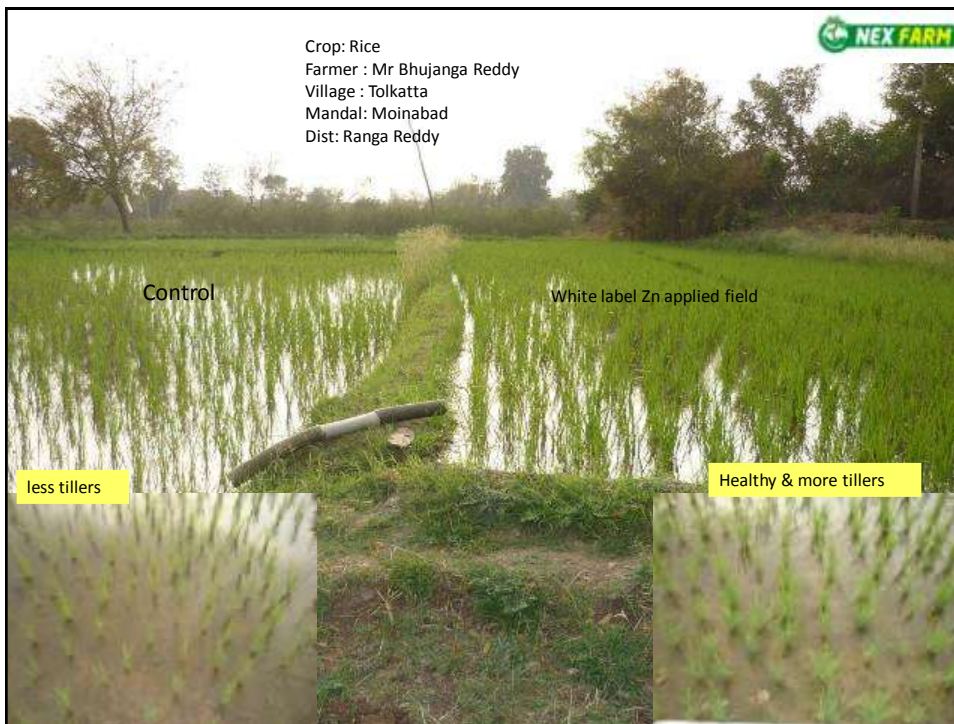 NEX FARM
Crop: Rice
Farmer : Mr Bhujanga Reddy
Village : Tolkatta
Mandal: Moinabad
Dist: Ranga Reddy
Control
White label Zn applied field
less tillers
Healthy & more tillers